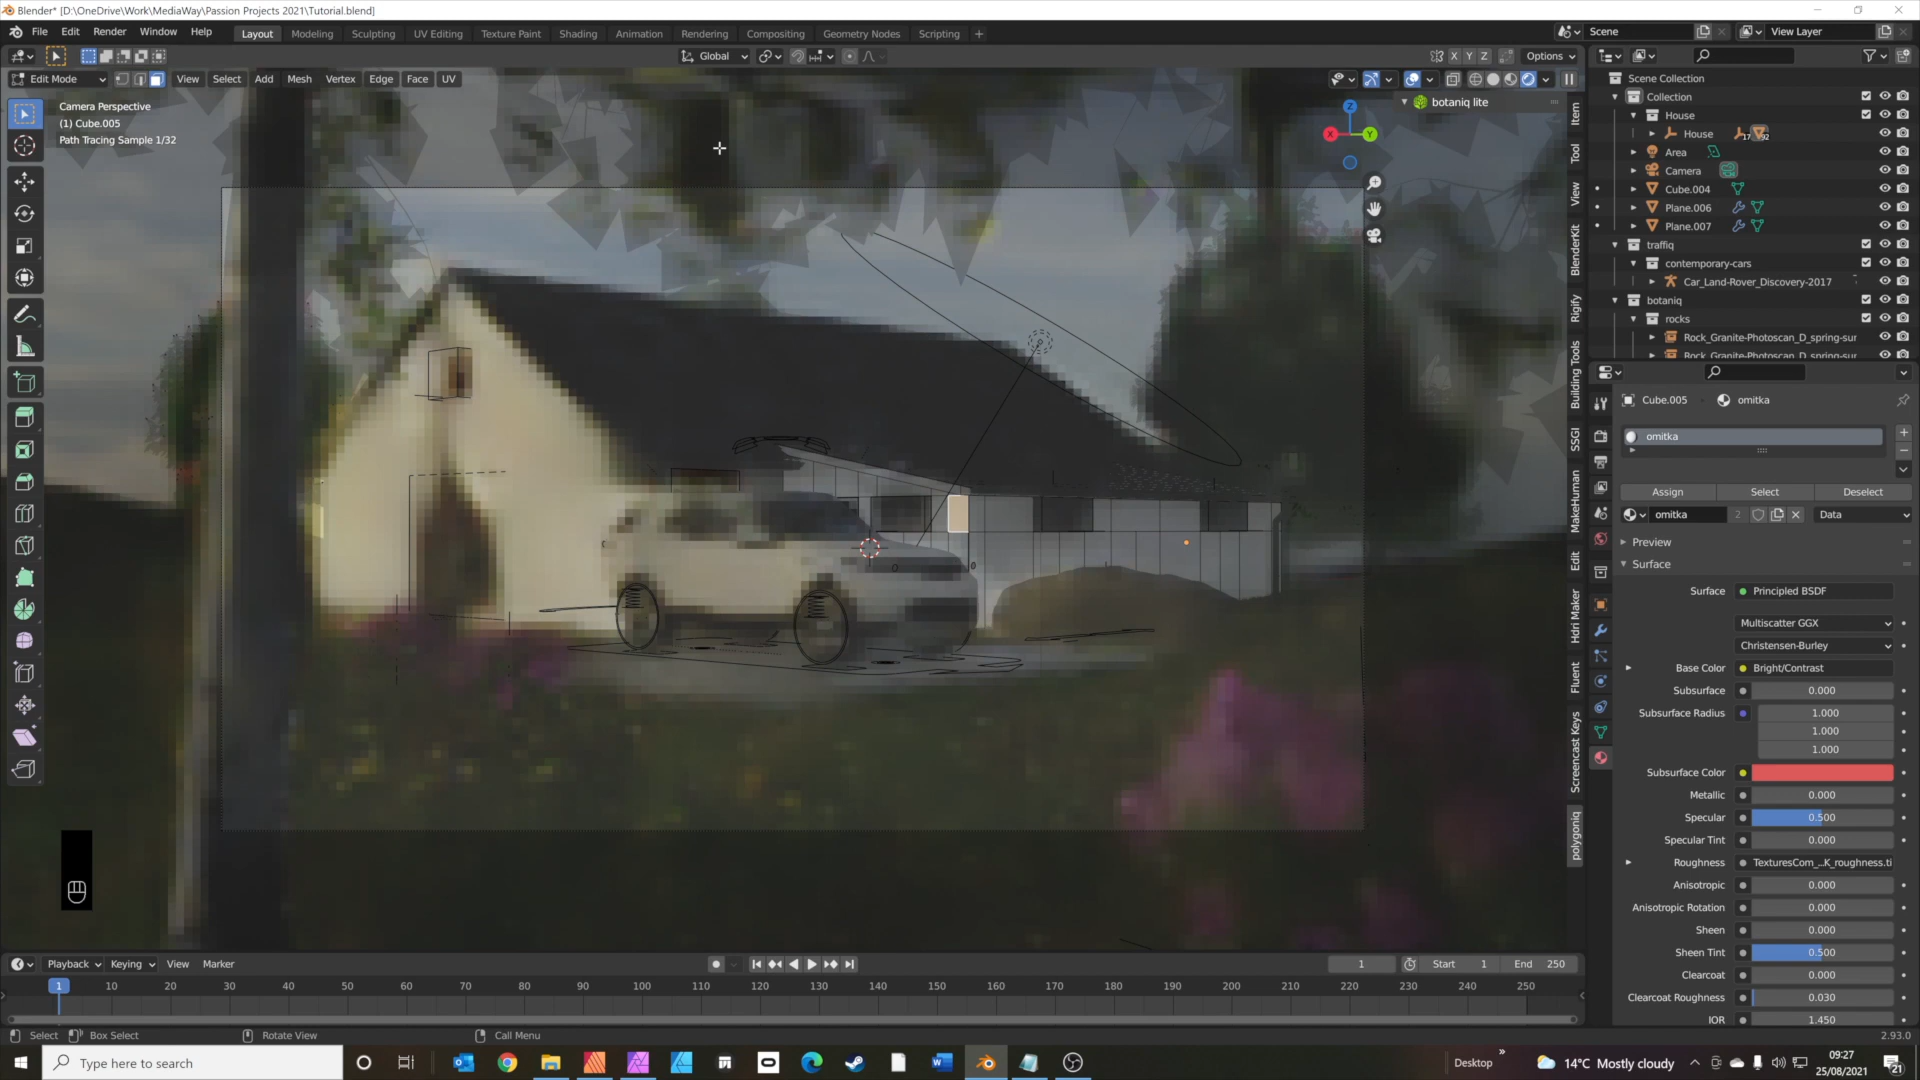 Blender* [D:\OneDrive\Work\MediaWay\Passion Projects 2021\Tutorial.blend]
File Edit Render Window Help Layout Modeling Sculpting UV Editing Texture Paint Shading Animation Rendering Compositing Geometry Nodes Scripting + Scene View Layer
Global X Y Z Options
Edit Mode View Select Add Mesh Vertex Edge Face UV
Camera Perspective
(1) Cube.005
Path Tracing Sample 1/32
botaniq lite
Z
X Y
Item
Tool
View
BlenderKit
Rigify
Building Tools
SSGI
MakeHuman
Edit
Hdri Maker
Fluent
Screencast Keys
polygoniq
Scene Collection
Collection
House
House
Area
Camera
Cube.004
Plane.006
Plane.007
traffiq
contemporary-cars
Car_Land-Rover_Discovery-2017
botaniq
rocks
Rock_Granite-Photoscan_D_spring-sur
Rock_Granite-Photoscan_D_spring-sur
Cube.005 omitka
omitka
Assign Select Deselect
omitka 2 Data
Preview
Surface
Surface Principled BSDF
Multiscatter GGX
Christensen-Burley
Base Color Bright/Contrast
Subsurface 0.000
Subsurface Radius 1.000
1.000
1.000
Subsurface Color
Metallic 0.000
Specular 0.500
Specular Tint 0.000
Roughness TexturesCom_...K_roughness.ti
Anisotropic 0.000
Anisotropic Rotation 0.000
Sheen 0.000
Sheen Tint 0.500
Clearcoat 0.000
Clearcoat Roughness 0.030
IOR 1.450
Playback Keying View Marker 1 Start 1 End 250
1 10 20 30 40 50 60 70 80 90 100 110 120 130 140 150 160 170 180 190 200 210 220 230 240 250
Select Box Select Rotate View Call Menu 2.93.0
Type here to search Desktop 14°C Mostly cloudy 09:27
25/08/2021 21